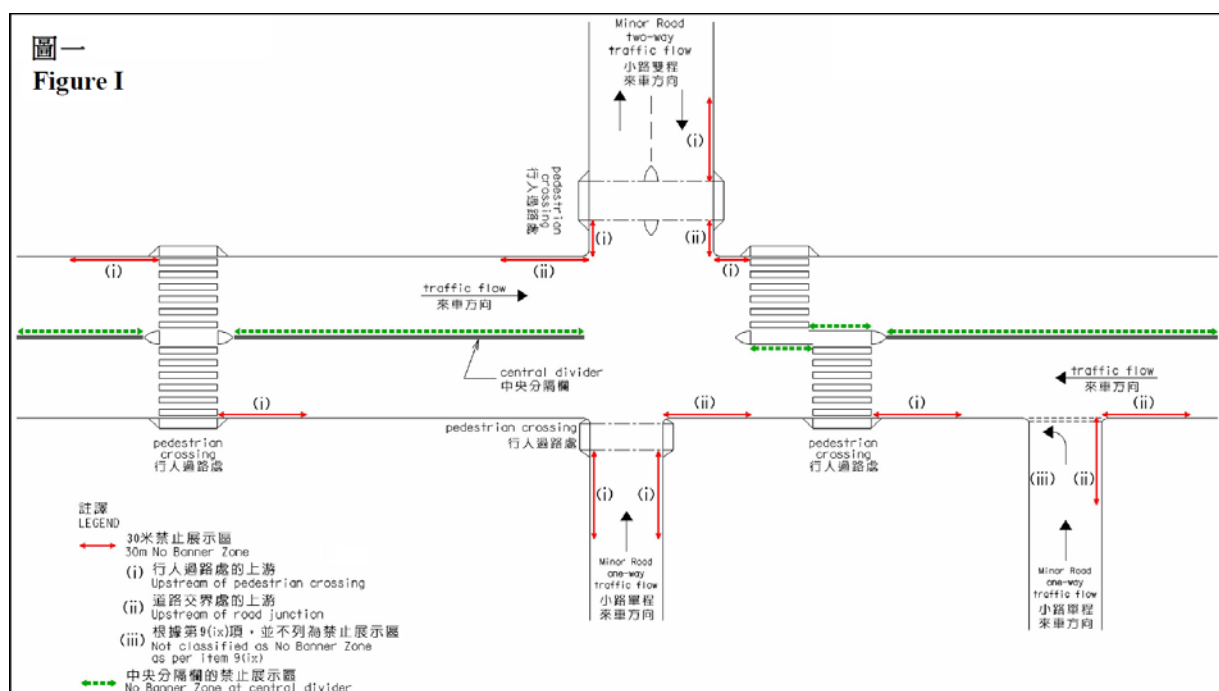 圖一
Figure I
Minor Road
two-way
traffic flow
小路雙程
來車方向
(i)
pedestrian
crossing
行人過路處
(i)
(ii)
(i)
(ii)
(i)
traffic flow
來車方向
central divider
中央分隔欄
traffic flow
來車方向
(i)
(ii)
(i)
(ii)
pedestrian crossing
行人過路處
pedestrian
crossing
行人過路處
pedestrian
crossing
行人過路處
(i)
(i)
(iii)
(ii)
Minor Road
one-way
traffic flow
小路單程
來車方向
Minor Road
one-way
traffic flow
小路單程
來車方向
註譯
LEGEND
30米禁止展示區
30m No Banner Zone
(i) 行人過路處的上游
Upstream of pedestrian crossing
(ii) 道路交界處的上游
Upstream of road junction
(iii) 根據第9(ix)項，並不列為禁止展示區
Not classified as No Banner Zone
as per item 9(ix)
中央分隔欄的禁止展示區
No Banner Zone at central divider